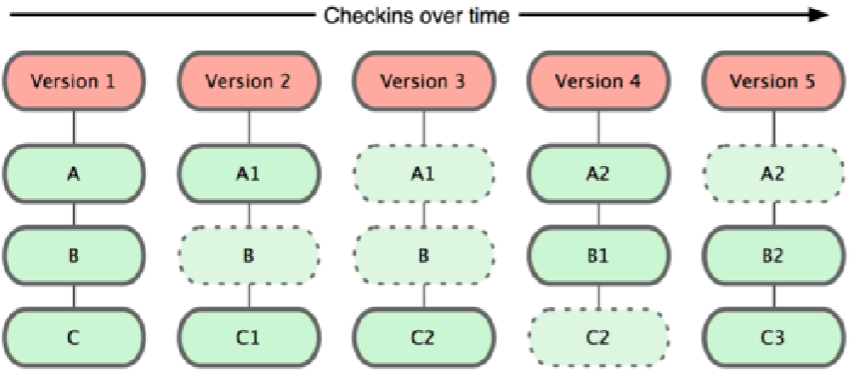 Checkins over time
Version 1 Version 2 Version 3 Version 4 Version 5
A A1 A1 A2 A2
B B B B1 B2
C C1 C2 C2 C3